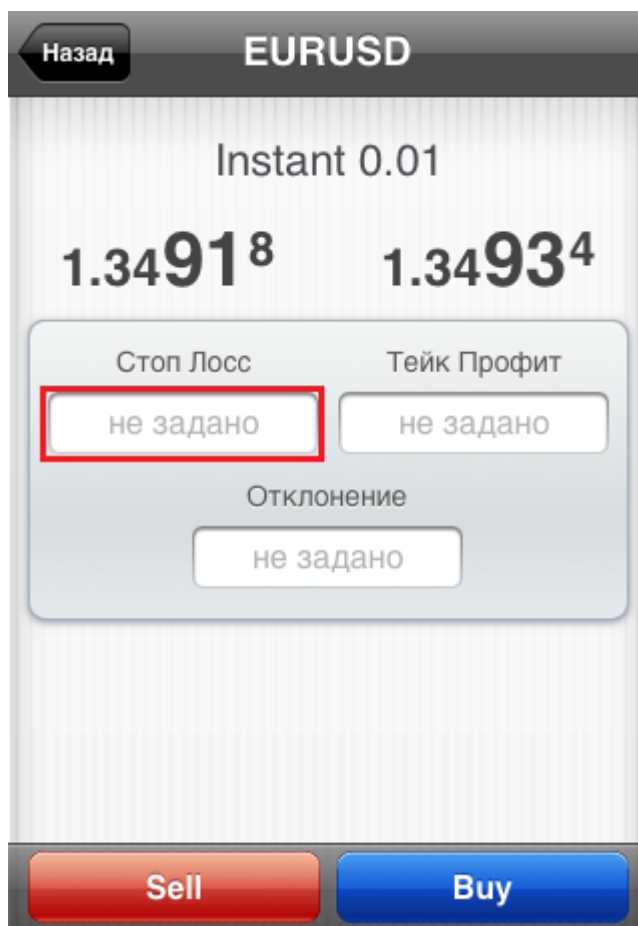 Назад EURUSD
Instant 0.01
1.34918 1.34934
Стоп Лосс Тейк Профит
не задано не задано
Отклонение
не задано
Sell Buy